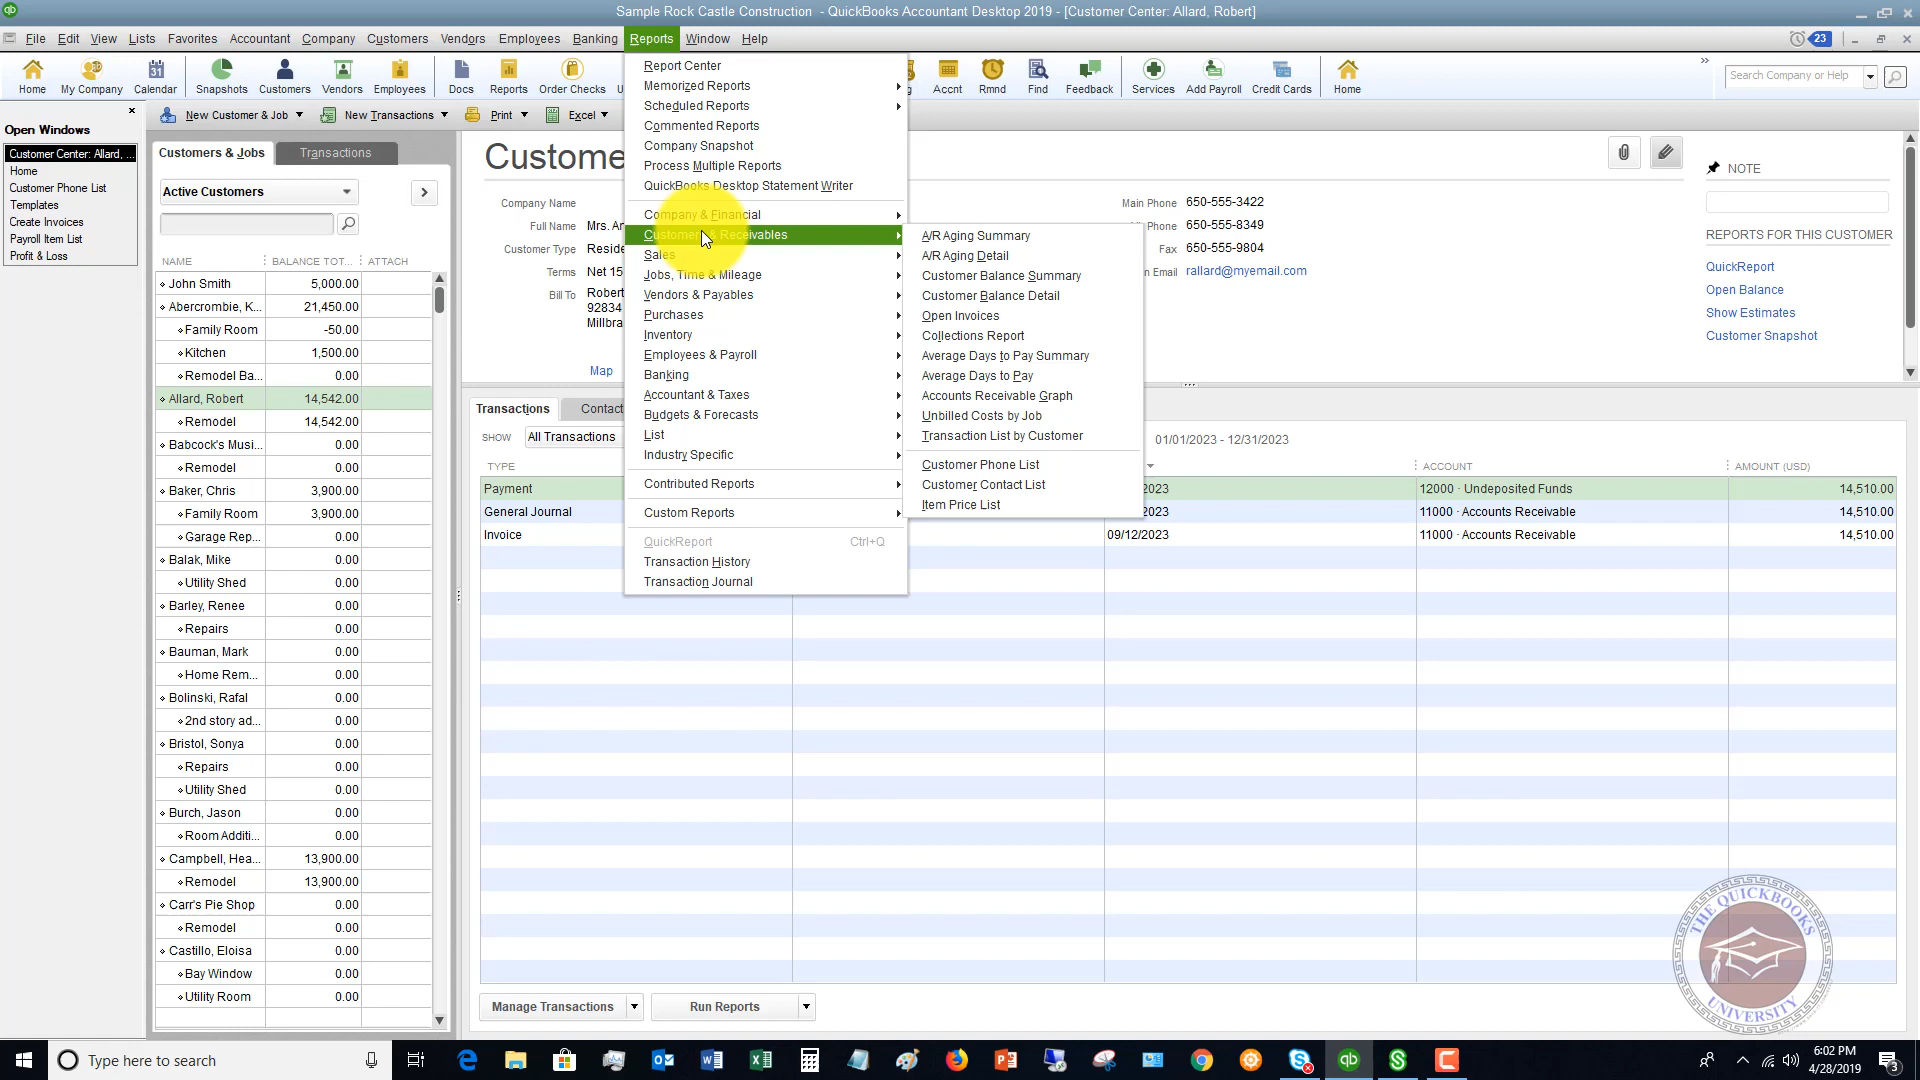 Sample Rock Castle Construction - QuickBooks Accountant Desktop 2019 - [Customer Center: Allard, Robert]
File Edit View Lists Favorites Accountant Company Customers Vendors Employees Banking Reports Window Help
23
Home My Company Calendar Snapshots Customers Vendors Employees Docs Reports Order Checks Accnt Rmnd Find Feedback Services Add Payroll Credit Cards Home
31
Search Company or Help
New Customer & Job New Transactions Print Excel
Open Windows
Customer Center: Allard, ...
Home
Customer Phone List
Templates
Create Invoices
Payroll Item List
Profit & Loss
Customers & Jobs Transactions
Active Customers
NAME BALANCE TOT... ATTACH
John Smith 5,000.00
Abercrombie, K... 21,450.00
Family Room -50.00
Kitchen 1,500.00
Remodel Ba... 0.00
Allard, Robert 14,542.00
Remodel 14,542.00
Babcock's Musi... 0.00
Remodel 0.00
Baker, Chris 3,900.00
Family Room 3,900.00
Garage Rep... 0.00
Balak, Mike 0.00
Utility Shed 0.00
Barley, Renee 0.00
Repairs 0.00
Bauman, Mark 0.00
Home Rem... 0.00
Bolinski, Rafal 0.00
2nd story ad... 0.00
Bristol, Sonya 0.00
Repairs 0.00
Utility Shed 0.00
Burch, Jason 0.00
Room Additi... 0.00
Campbell, Hea... 13,900.00
Remodel 13,900.00
Carr's Pie Shop 0.00
Remodel 0.00
Castillo, Eloisa 0.00
Bay Window 0.00
Utility Room 0.00
Custome
Company Name
Full Name Mrs. An
Customer Type Reside
Terms Net 15
Bill To Robert
92834
Millbra
Map
Main Phone 650-555-3422
Phone 650-555-8349
Fax 650-555-9804
Email rallard@myemail.com
NOTE
REPORTS FOR THIS CUSTOMER
QuickReport
Open Balance
Show Estimates
Customer Snapshot
Report Center
Memorized Reports
Scheduled Reports
Commented Reports
Company Snapshot
Process Multiple Reports
QuickBooks Desktop Statement Writer
Company & Financial
Customers & Receivables
Sales
Jobs, Time & Mileage
Vendors & Payables
Purchases
Inventory
Employees & Payroll
Banking
Accountant & Taxes
Budgets & Forecasts
List
Industry Specific
Contributed Reports
Custom Reports
QuickReport Ctrl+Q
Transaction History
Transaction Journal
A/R Aging Summary
A/R Aging Detail
Customer Balance Summary
Customer Balance Detail
Open Invoices
Collections Report
Average Days to Pay Summary
Average Days to Pay
Accounts Receivable Graph
Unbilled Costs by Job
Transaction List by Customer
Customer Phone List
Customer Contact List
Item Price List
Transactions Contact
SHOW All Transactions 01/01/2023 - 12/31/2023
TYPE ACCOUNT AMOUNT (USD)
Payment 2023 12000 · Undeposited Funds 14,510.00
General Journal 2023 11000 · Accounts Receivable 14,510.00
Invoice 09/12/2023 11000 · Accounts Receivable 14,510.00
Manage Transactions Run Reports
THE QUICKBOOKS
UNIVERSITY
Type here to search
6:02 PM
4/28/2019
3